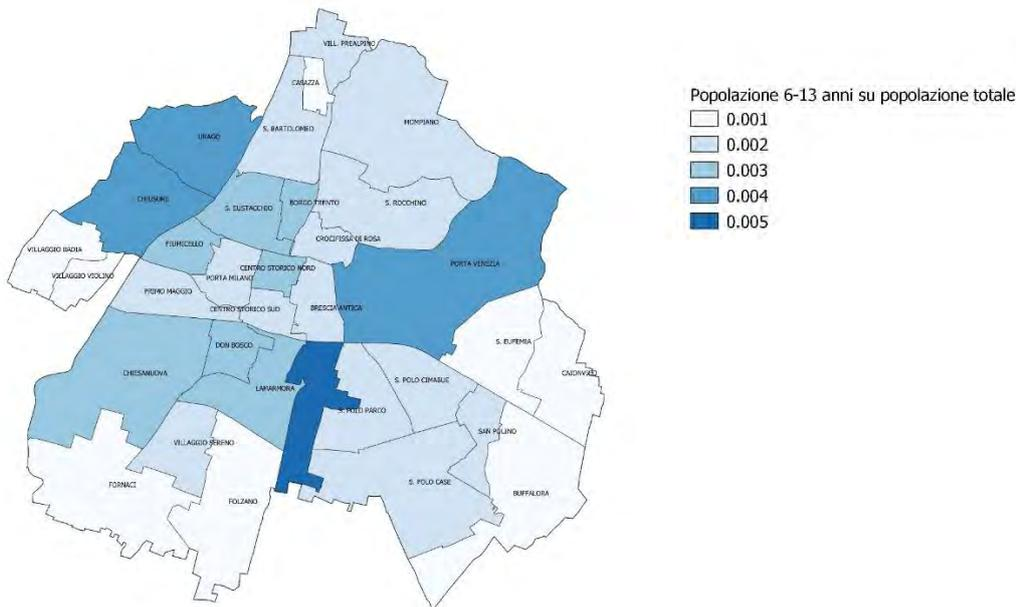 VILL. PREALPINO
CASAZZA
MOMPIANO
S. BARTOLOMEO
URAGO
CHIUSURE
S. EUSTACCHIO
BORGO TRENTO
S. ROCCHINO
CROCIFISSA DI ROSA
FIUMICELLO
VILLAGGIO BADIA
VILLAGGIO VIOLINO
PORTA MILANO
CENTRO STORICO NORD
PORTA VENEZIA
PRIMO MAGGIO
CENTRO STORICO SUD
BRESCIA ANTICA
DON BOSCO
S. EUFEMIA
CHIESANUOVA
LAMARMORA
S. POLO CIMABUE
CAIONVICO
S. POLO PARCO
VILLAGGIO SERENO
SAN POLINO
FORNACI
FOLZANO
S. POLO CASE
BUFFALORA
Popolazione 6-13 anni su popolazione totale
0.001
0.002
0.003
0.004
0.005